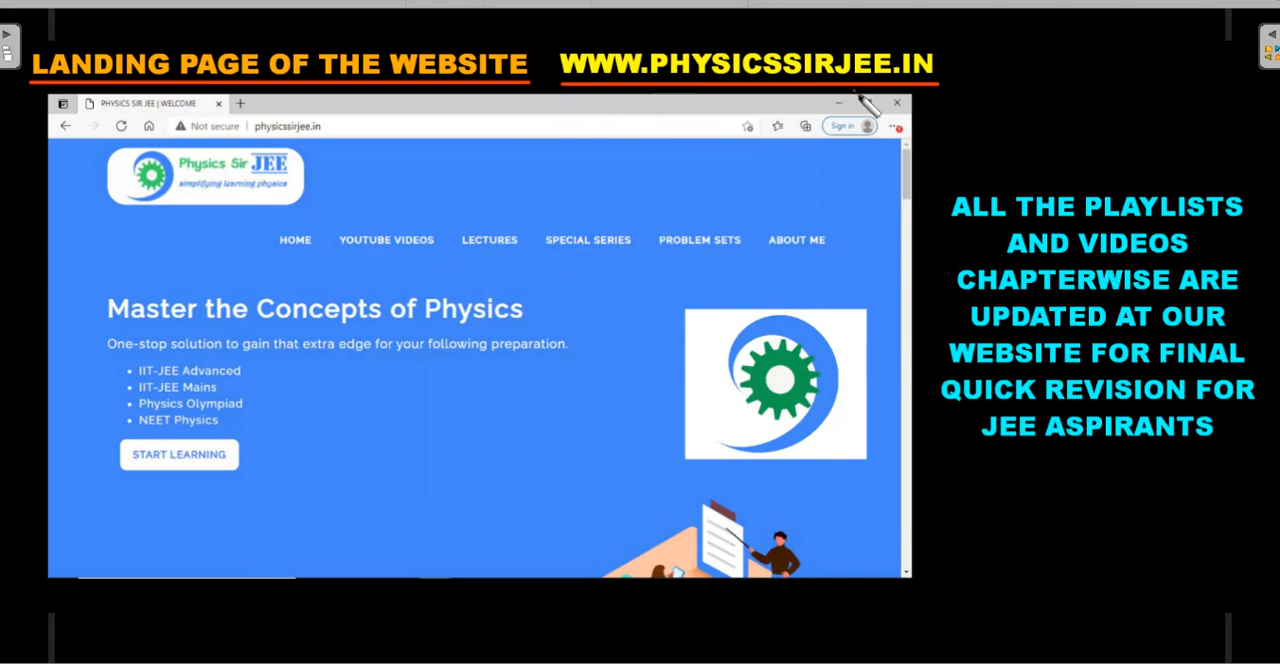 LANDING PAGE OF THE WEBSITE WWW.PHYSICSSIRJEE.IN
PHYSICS SIR JEE | WELCOME
Not secure physicssirjee.in Sign in
Physics Sir JEE
simplifying learning physics
HOME YOUTUBE VIDEOS LECTURES SPECIAL SERIES PROBLEM SETS ABOUT ME
Master the Concepts of Physics
One-stop solution to gain that extra edge for your following preparation.
• IIT-JEE Advanced
• IIT-JEE Mains
• Physics Olympiad
• NEET Physics
START LEARNING
ALL THE PLAYLISTS
AND VIDEOS
CHAPTERWISE ARE
UPDATED AT OUR
WEBSITE FOR FINAL
QUICK REVISION FOR
JEE ASPIRANTS